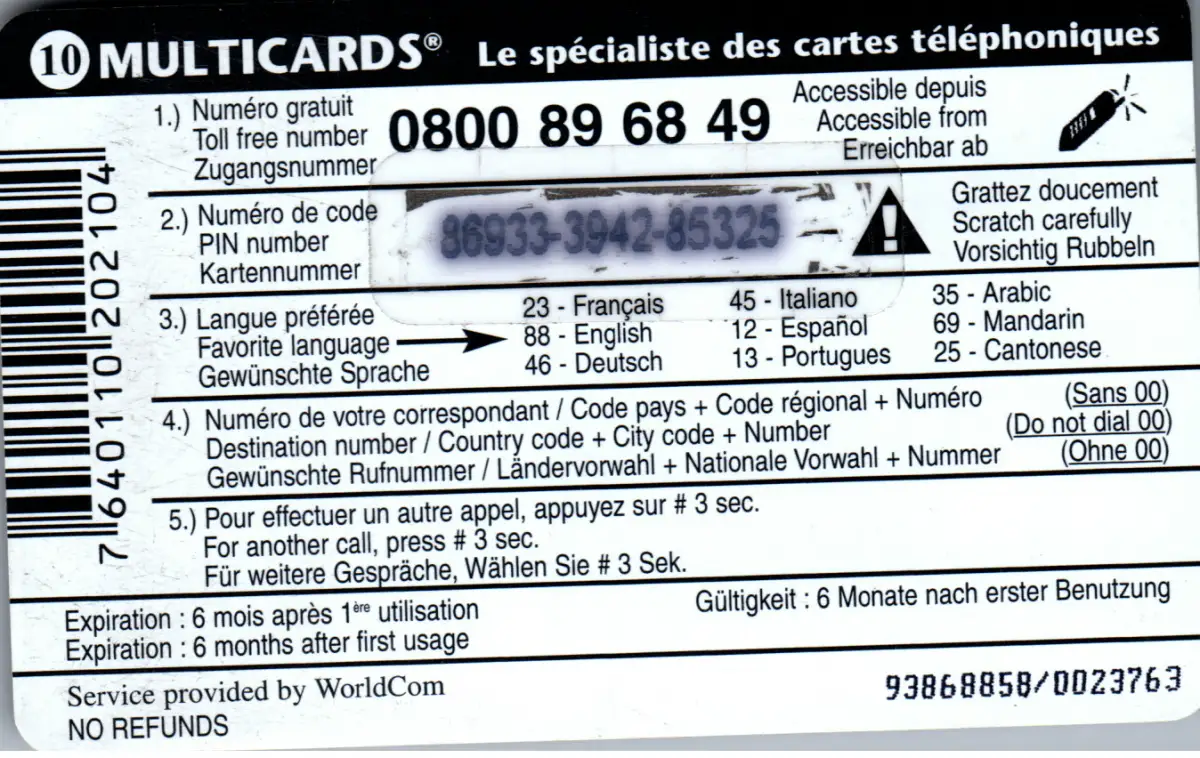 10 MULTICARDS® Le spécialiste des cartes téléphoniques
1.) Numéro gratuit
Toll free number
Zugangsnummer
0800 89 68 49
Accessible depuis
Accessible from
Erreichbar ab
2.) Numéro de code
PIN number
Kartennummer
86933-3942-85325
!
Grattez doucement
Scratch carefully
Vorsichtig Rubbeln
3.) Langue préférée
Favorite language
Gewünschte Sprache
23 - Français
88 - English
46 - Deutsch
45 - Italiano
12 - Español
13 - Portugues
35 - Arabic
69 - Mandarin
25 - Cantonese
4.) Numéro de votre correspondant / Code pays + Code régional + Numéro (Sans 00)
Destination number / Country code + City code + Number (Do not dial 00)
Gewünschte Rufnummer / Ländervorwahl + Nationale Vorwahl + Nummer (Ohne 00)
5.) Pour effectuer un autre appel, appuyez sur # 3 sec.
For another call, press # 3 sec.
Für weitere Gespräche, Wählen Sie # 3 Sek.
Expiration : 6 mois après 1ère utilisation
Expiration : 6 months after first usage
Gültigkeit : 6 Monate nach erster Benutzung
Service provided by WorldCom
NO REFUNDS
93868858/0023763
7 640110 202104